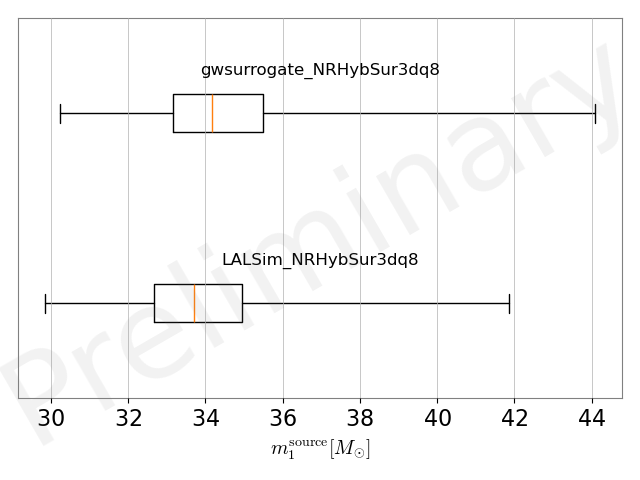 gwsurrogate_NRHybSur3dq8
LALSim_NRHybSur3dq8
Preliminary
30 32 34 36 38 40 42 44
m₁^source [M⊙]